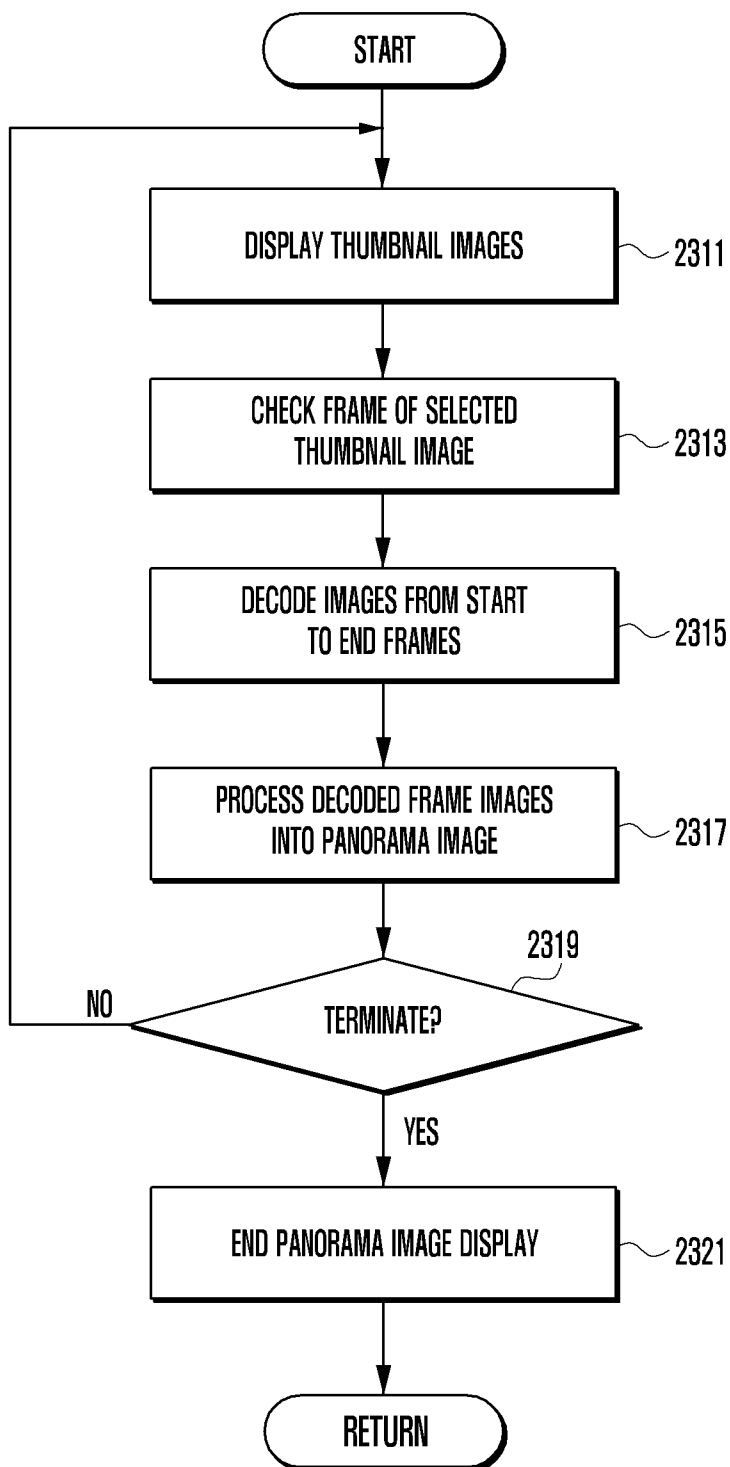 START
DISPLAY THUMBNAIL IMAGES
2311
CHECK FRAME OF SELECTED
THUMBNAIL IMAGE
2313
DECODE IMAGES FROM START
TO END FRAMES
2315
PROCESS DECODED FRAME IMAGES
INTO PANORAMA IMAGE
2317
2319
NO
TERMINATE?
YES
END PANORAMA IMAGE DISPLAY
2321
RETURN